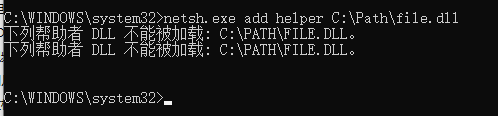 C:\WINDOWS\system32>netsh.exe add helper C:\Path\file.dll
下列帮助者 DLL 不能被加载: C:\PATH\FILE.DLL。
下列帮助者 DLL 不能被加载: C:\PATH\FILE.DLL。
C:\WINDOWS\system32>